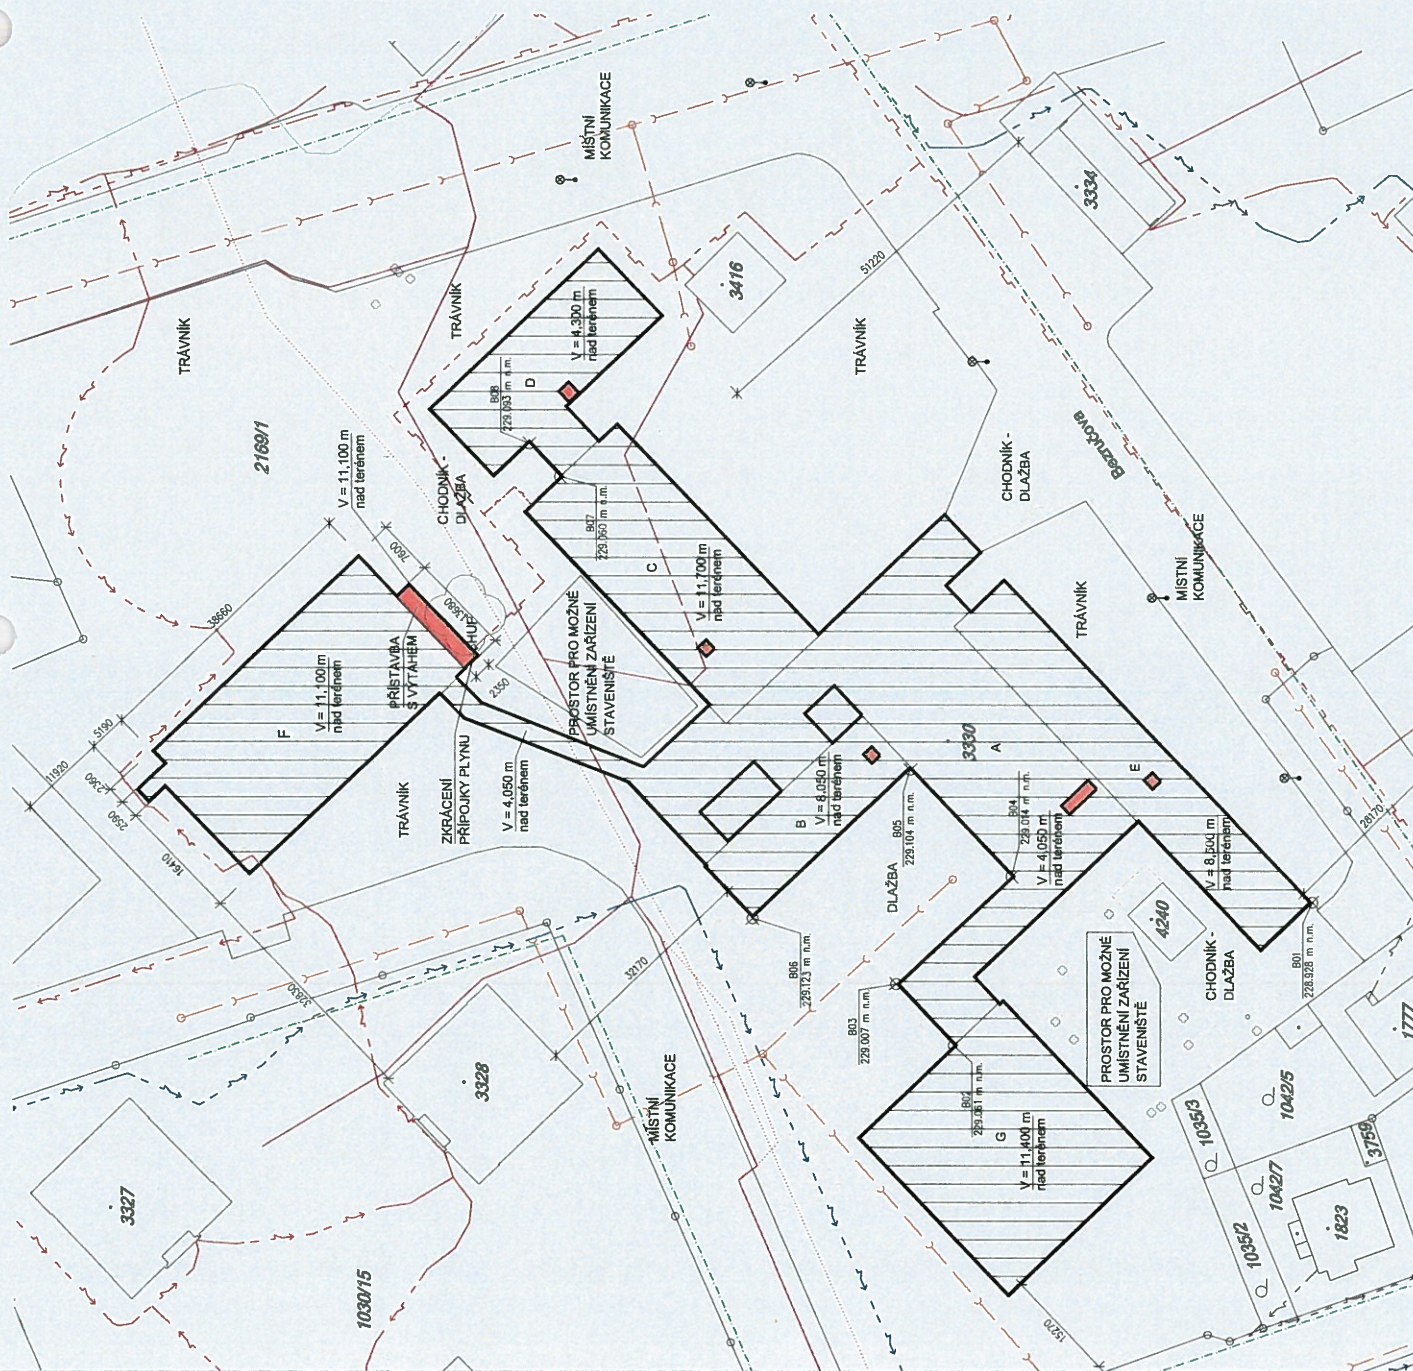 MÍSTNÍ
KOMUNIKACE
3334
51220
3416
TRÁVNÍK
TRÁVNÍK
TRÁVNÍK
V = 4,300 m
nad terénem
B08
229.093 m n.m.
D
2169/1
V = 11,100 m
nad terénem
CHODNÍK -
DLAŽBA
Bezručova
CHODNÍK -
DLAŽBA
7600
B07
229.060 m n.m.
C
V = 11,700 m
nad terénem
MÍSTNÍ
KOMUNIKACE
TRÁVNÍK
38660
PŘÍSTAVBA
S VÝTAHEM
PROSTOR PRO MOŽNÉ
UMÍSTNĚNÍ ZAŘÍZENÍ
STAVENIŠTĚ
2350
V = 11,100 m
nad terénem
F
5190
11920
2360
2590
16410
TRÁVNÍK
ZKRÁCENÍ
PŘÍPOJKY PLYNU
V = 4,050 m
nad terénem
3330
A
E
B
V = 8,050 m
nad terénem
B05
229.104 m n.m.
B04
229.014 m n.m.
V = 4,050 m
nad terénem
V = 8,500 m
nad terénem
28170
DLAŽBA
4240
B06
229.123 m n.m.
32170
32830
B03
229.007 m n.m.
PROSTOR PRO MOŽNÉ
UMÍSTNĚNÍ ZAŘÍZENÍ
STAVENIŠTĚ
CHODNÍK -
DLAŽBA
B01
228.928 m n.m.
1777
3328
MÍSTNÍ
KOMUNIKACE
B02
229.061 m n.m.
G
V = 11,400 m
nad terénem
1035/3
1042/5
3759
1042/7
3327
1035/2
1823
1030/15
15270